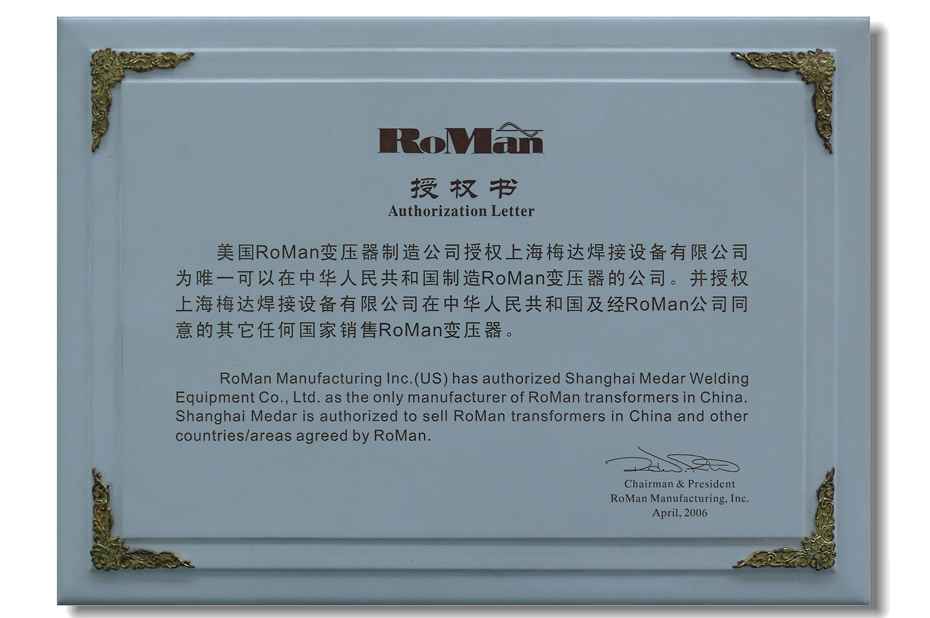 RoMan
授权书
Authorization Letter
美国RoMan变压器制造公司授权上海梅达焊接设备有限公司
为唯一可以在中华人民共和国制造RoMan变压器的公司。并授权
上海梅达焊接设备有限公司在中华人民共和国及经RoMan公司同
意的其它任何国家销售RoMan变压器。
RoMan Manufacturing Inc.(US) has authorized Shanghai Medar Welding
Equipment Co., Ltd. as the only manufacturer of RoMan transformers in China.
Shanghai Medar is authorized to sell RoMan transformers in China and other
countries/areas agreed by RoMan.
Chairman & President
RoMan Manufacturing, Inc.
April, 2006